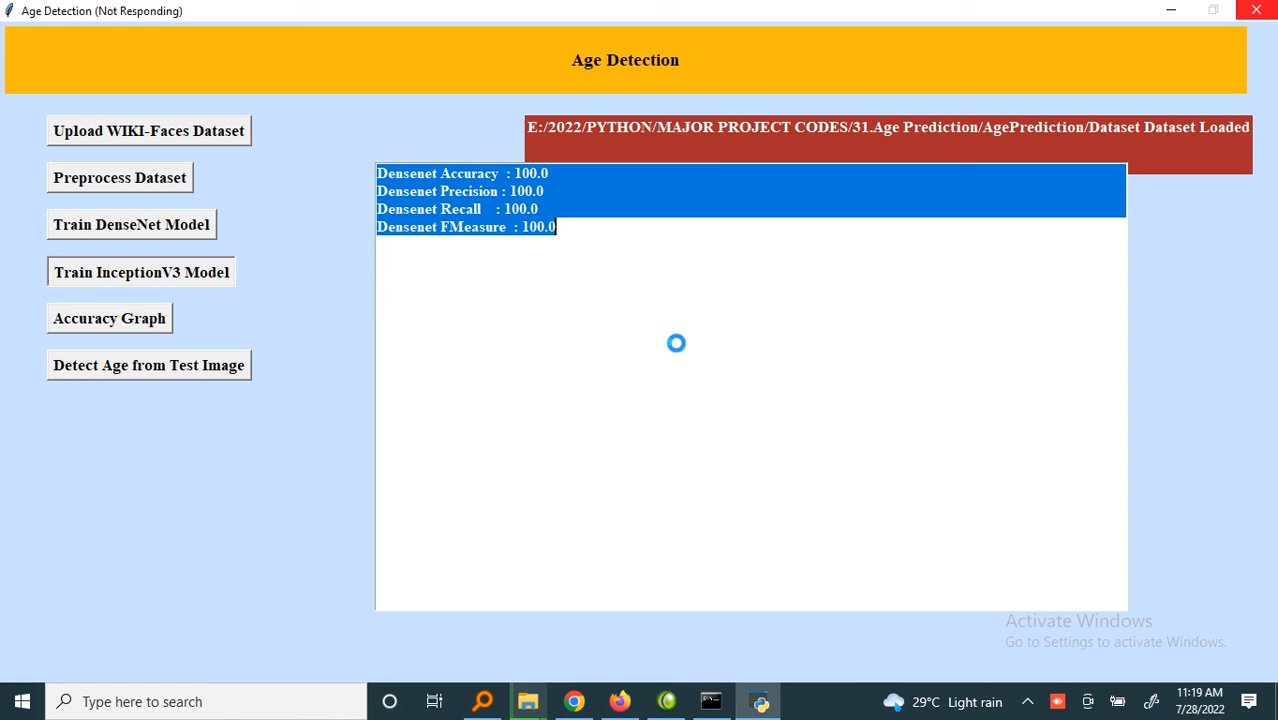 Age Detection (Not Responding)
Age Detection
Upload WIKI-Faces Dataset
E:/2022/PYTHON/MAJOR PROJECT CODES/31.Age Prediction/AgePrediction/Dataset Dataset Loaded
Preprocess Dataset
Train DenseNet Model
Train InceptionV3 Model
Accuracy Graph
Detect Age from Test Image
Densenet Accuracy  : 100.0
Densenet Precision : 100.0
Densenet Recall    : 100.0
Densenet FMeasure  : 100.0
Activate Windows
Go to Settings to activate Windows.
Type here to search
29°C Light rain
11:19 AM
7/28/2022